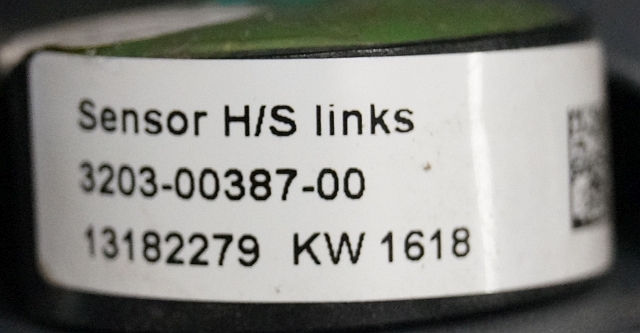 Sensor H/S links
3203-00387-00
13182279 KW 1618